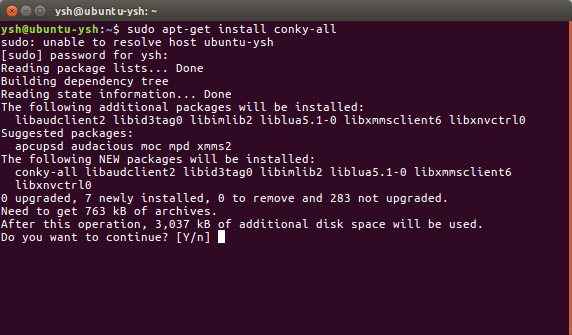 ysh@ubuntu-ysh: ~
ysh@ubuntu-ysh:~$ sudo apt-get install conky-all
sudo: unable to resolve host ubuntu-ysh
[sudo] password for ysh:
Reading package lists... Done
Building dependency tree
Reading state information... Done
The following additional packages will be installed:
  libaudclient2 libid3tag0 libimlib2 liblua5.1-0 libxmmsclient6 libxnvctrl0
Suggested packages:
  apcupsd audacious moc mpd xmms2
The following NEW packages will be installed:
  conky-all libaudclient2 libid3tag0 libimlib2 liblua5.1-0 libxmmsclient6
  libxnvctrl0
0 upgraded, 7 newly installed, 0 to remove and 283 not upgraded.
Need to get 763 kB of archives.
After this operation, 3,037 kB of additional disk space will be used.
Do you want to continue? [Y/n]